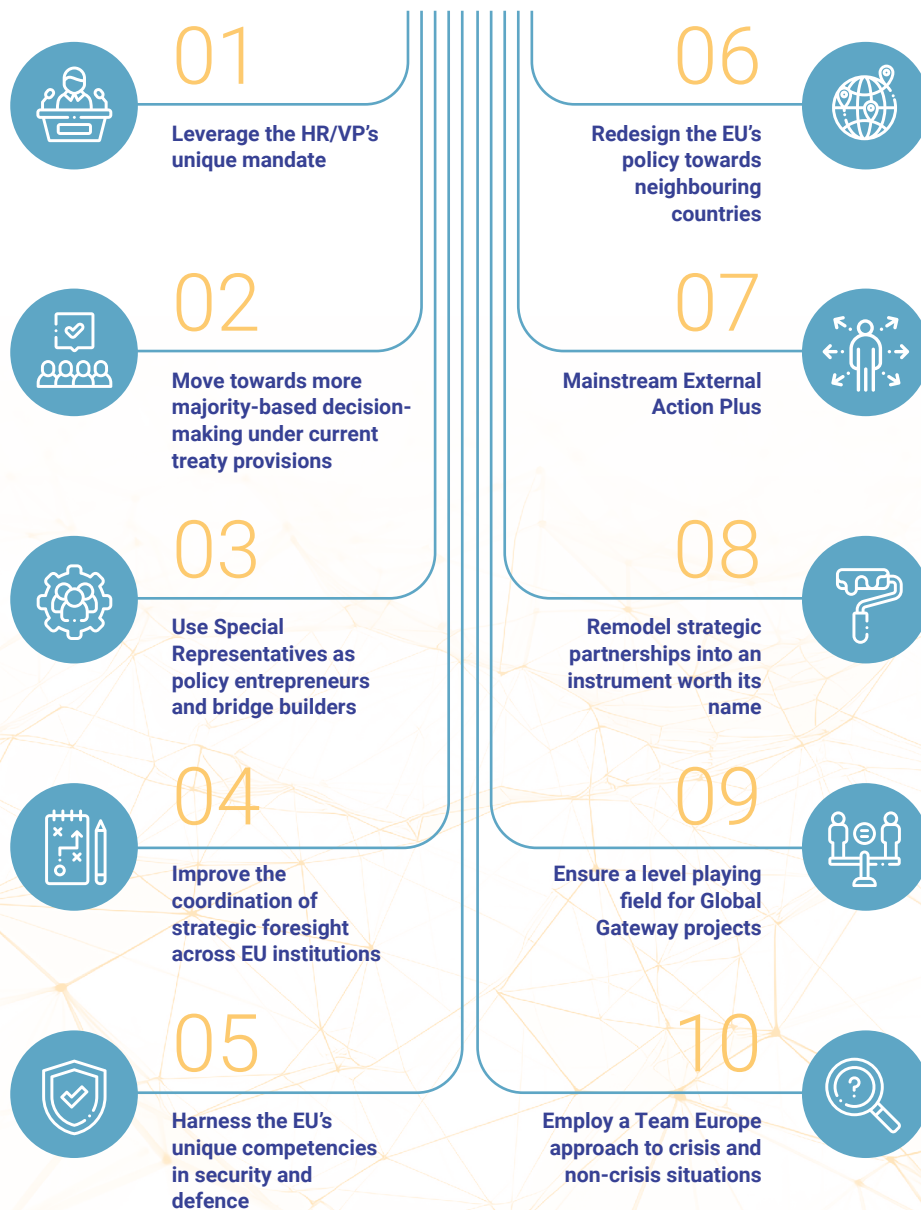 01
Leverage the HR/VP's
unique mandate
02
Move towards more
majority-based decision-
making under current
treaty provisions
03
Use Special
Representatives as
policy entrepreneurs
and bridge builders
04
Improve the
coordination of
strategic foresight
across EU institutions
05
Harness the EU's
unique competencies
in security and
defence
06
Redesign the EU's
policy towards
neighbouring
countries
07
Mainstream External
Action Plus
08
Remodel strategic
partnerships into an
instrument worth its
name
09
Ensure a level playing
field for Global
Gateway projects
10
Employ a Team Europe
approach to crisis and
non-crisis situations